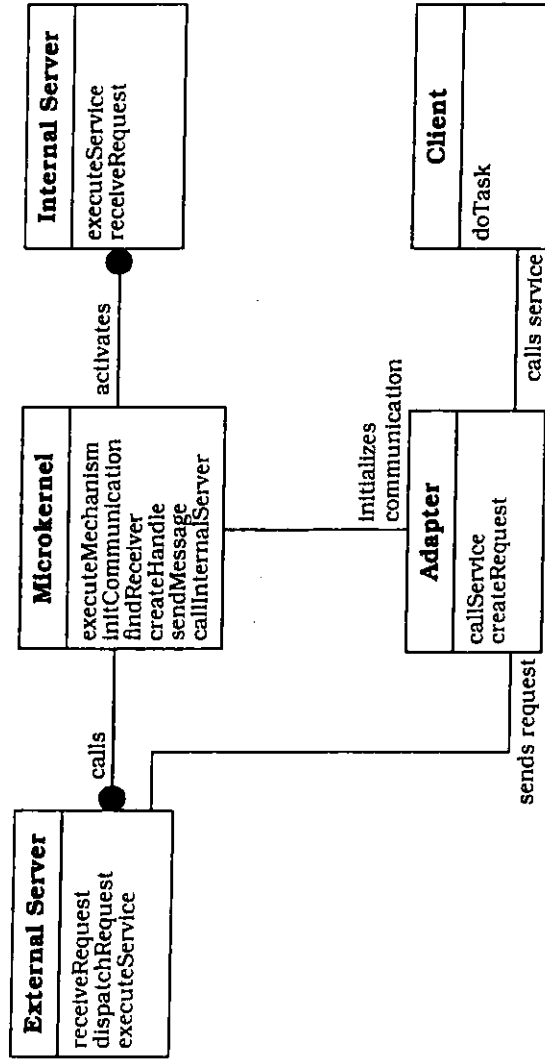 External Server
receiveRequest
dispatchRequest
executeService
calls
Microkernel
executeMechanism
initCommunication
findReceiver
createHandle
sendMessage
callInternalServer
activates
Internal Server
executeService
receiveRequest
initializes
communication
sends request
Adapter
callService
createRequest
calls service
Client
doTask